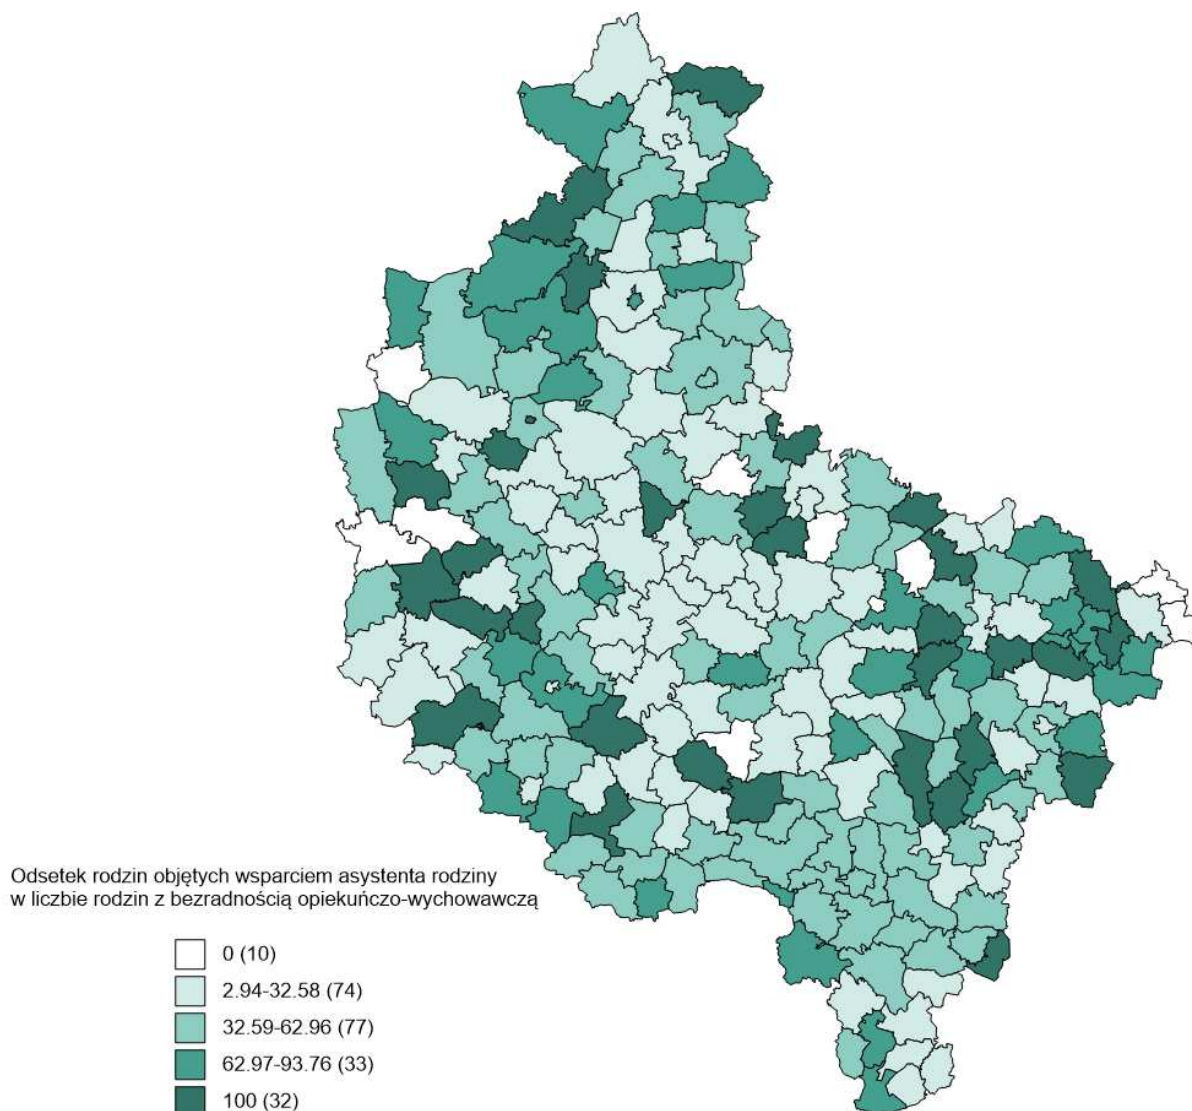 Odsetek rodzin objętych wsparciem asystenta rodziny
w liczbie rodzin z bezradnością opiekuńczo-wychowawczą
0 (10)
2.94-32.58 (74)
32.59-62.96 (77)
62.97-93.76 (33)
100 (32)